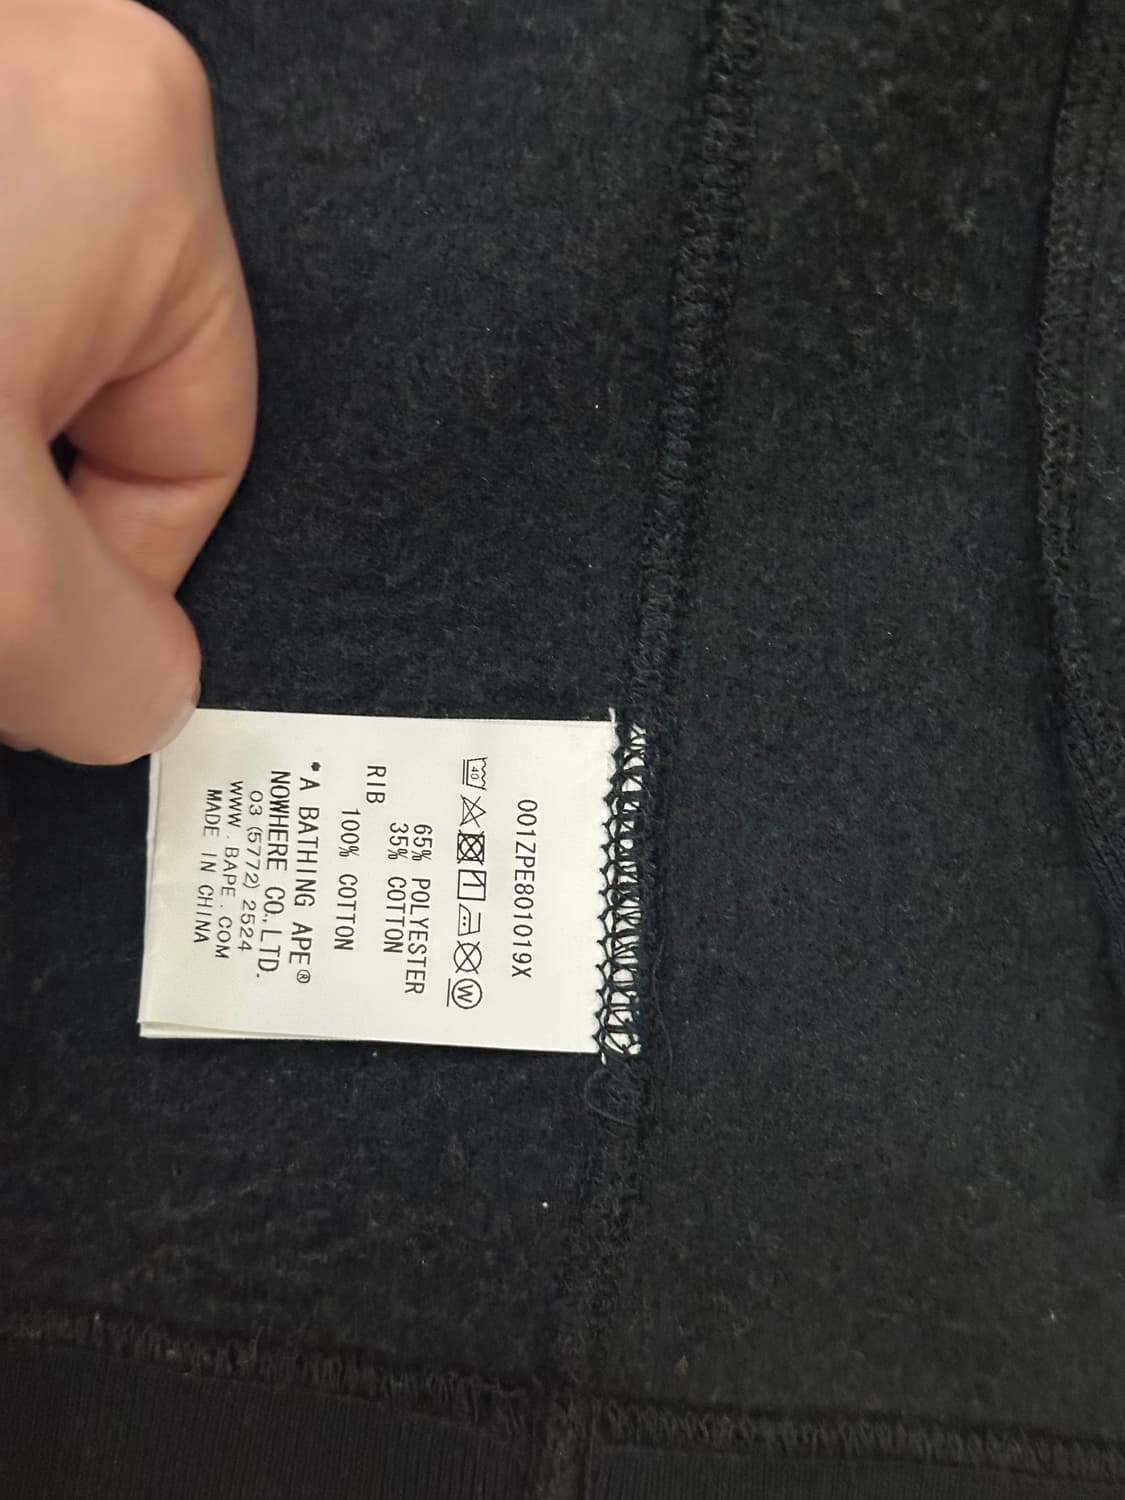 001ZPE801019X
40 W
65% POLYESTER
35% COTTON
RIB
100% COTTON
* A BATHING APE®
NOWHERE CO.,LTD.
03 (5772) 2524
WWW.BAPE.COM
MADE IN CHINA